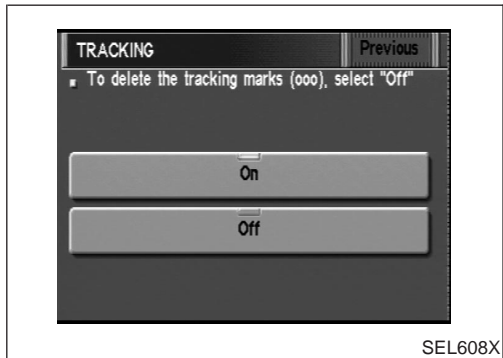 TRACKING Previous
To delete the tracking marks (ooo), select "Off"
On
Off
SEL608X